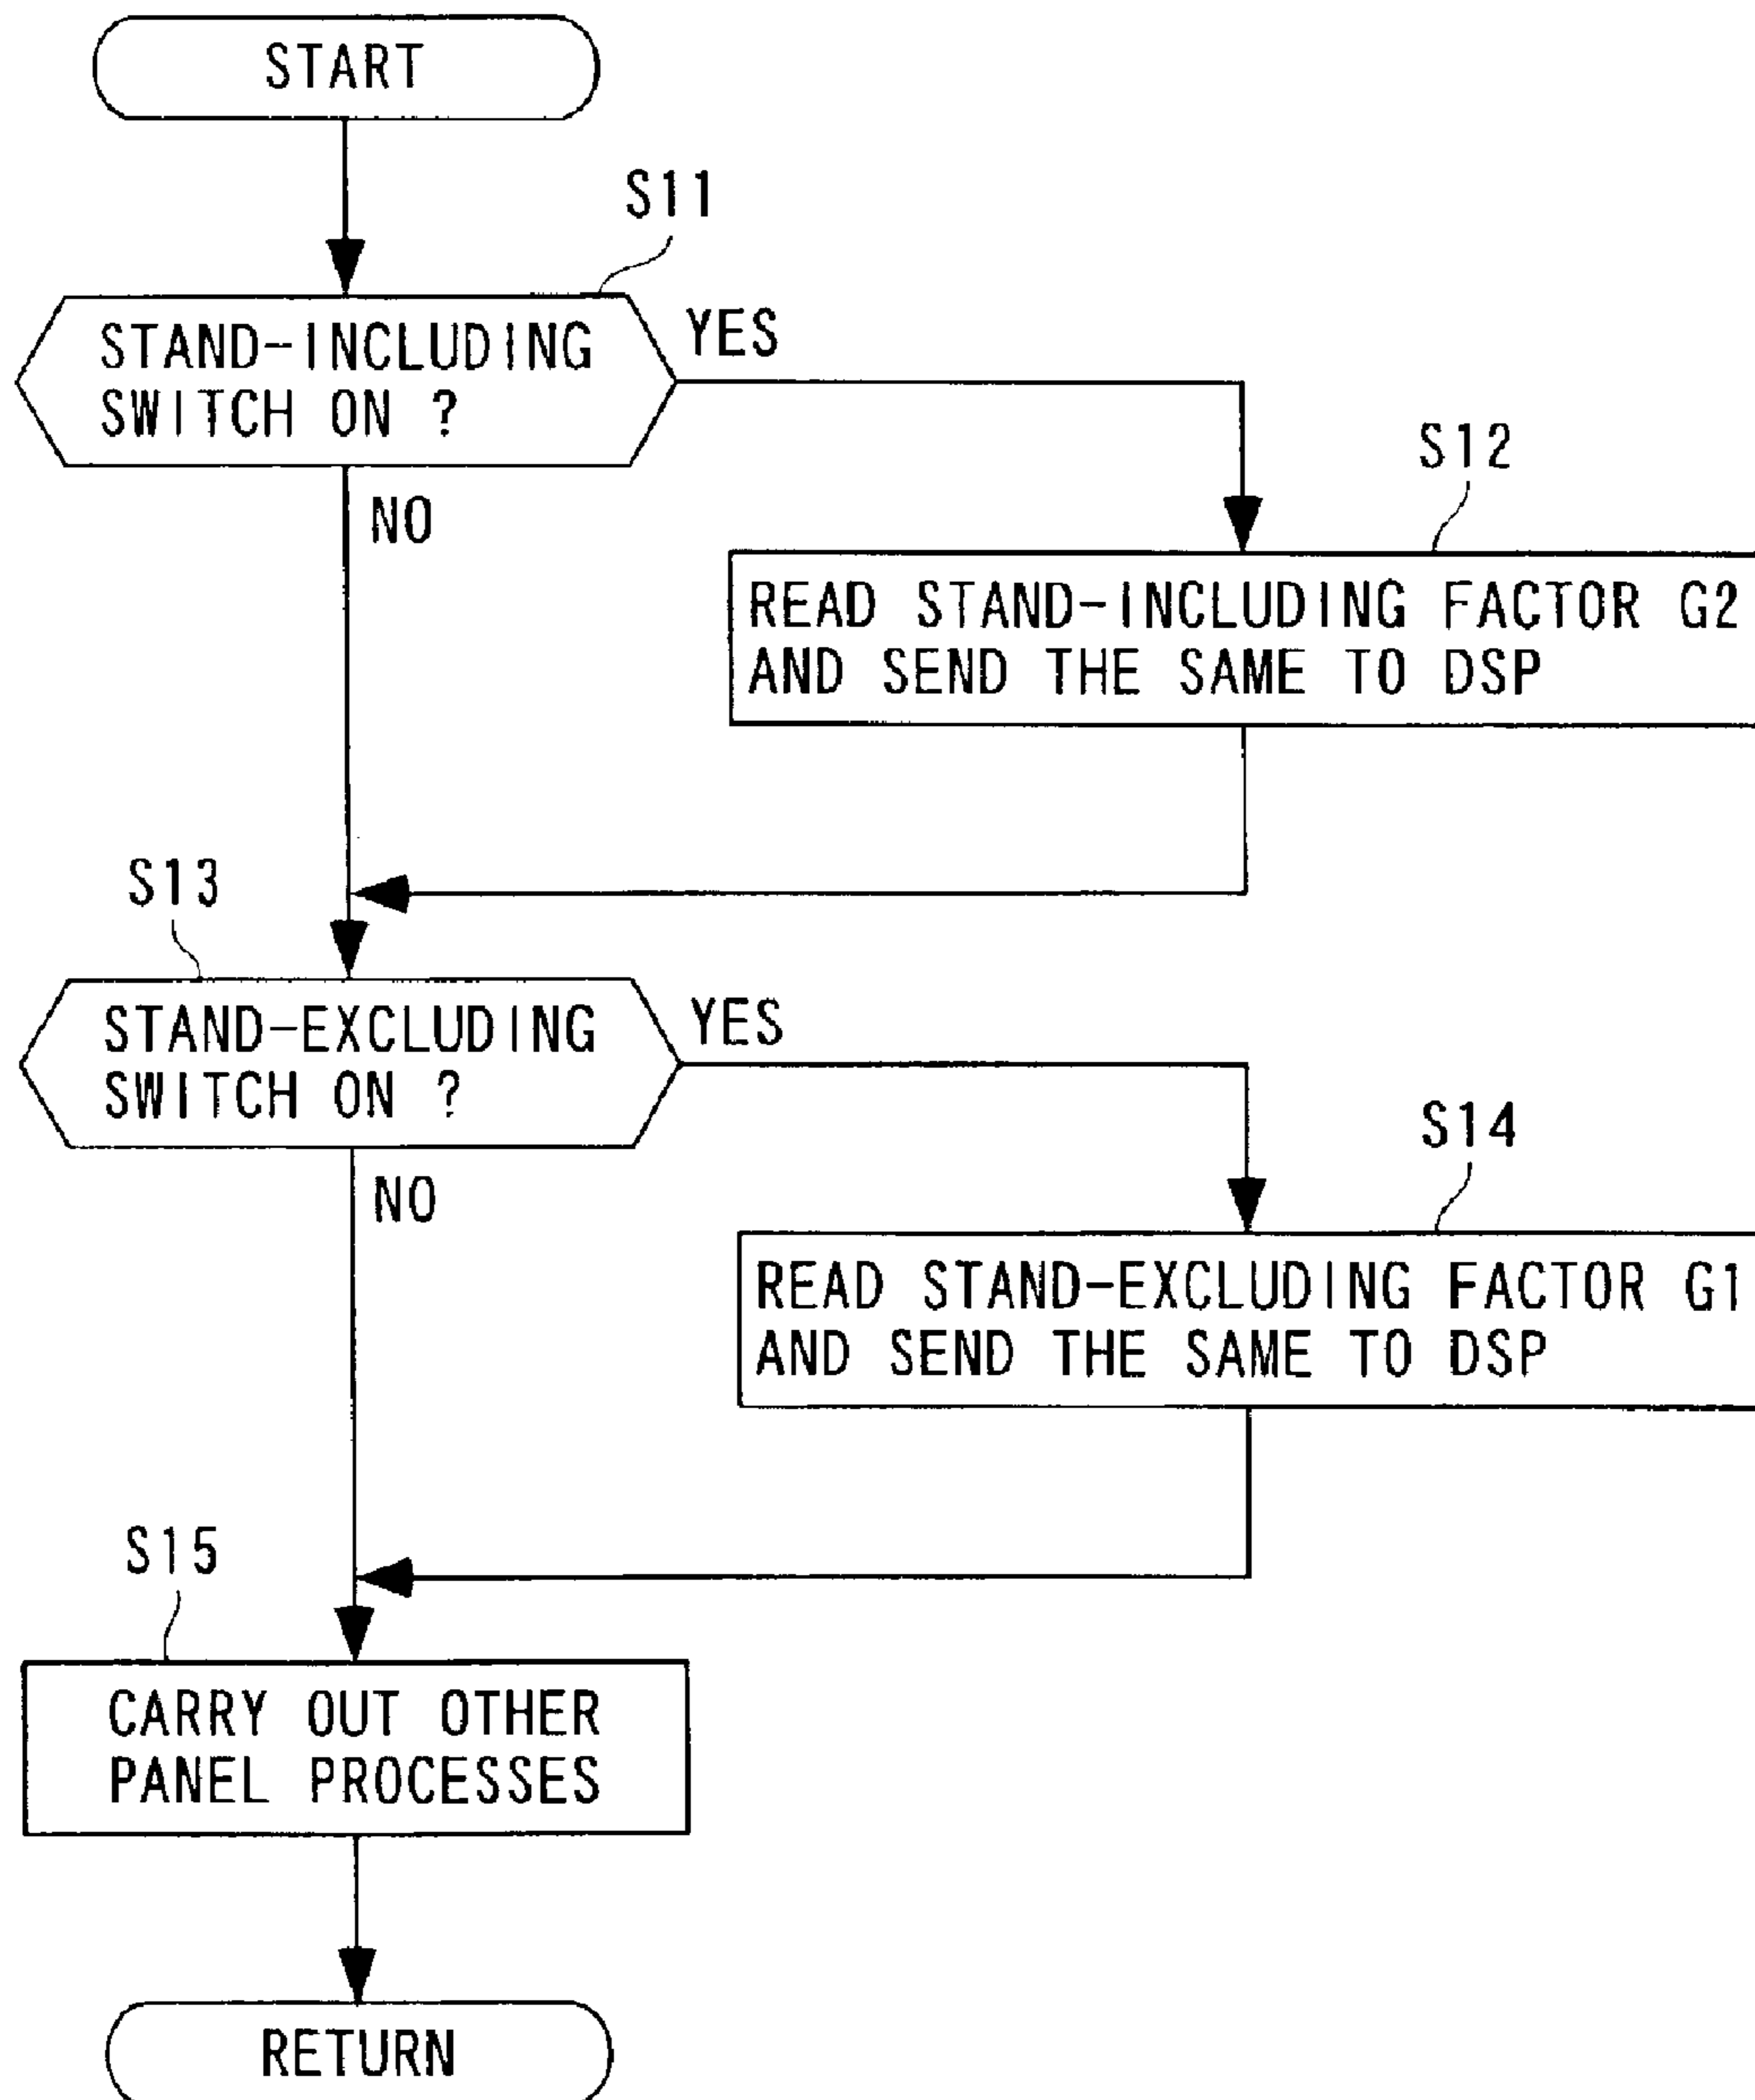 START
S11
STAND-INCLUDING
SWITCH ON ?
YES
NO
S12
READ STAND-INCLUDING FACTOR G2
AND SEND THE SAME TO DSP
S13
STAND-EXCLUDING
SWITCH ON ?
YES
NO
S14
READ STAND-EXCLUDING FACTOR G1
AND SEND THE SAME TO DSP
S15
CARRY OUT OTHER
PANEL PROCESSES
RETURN